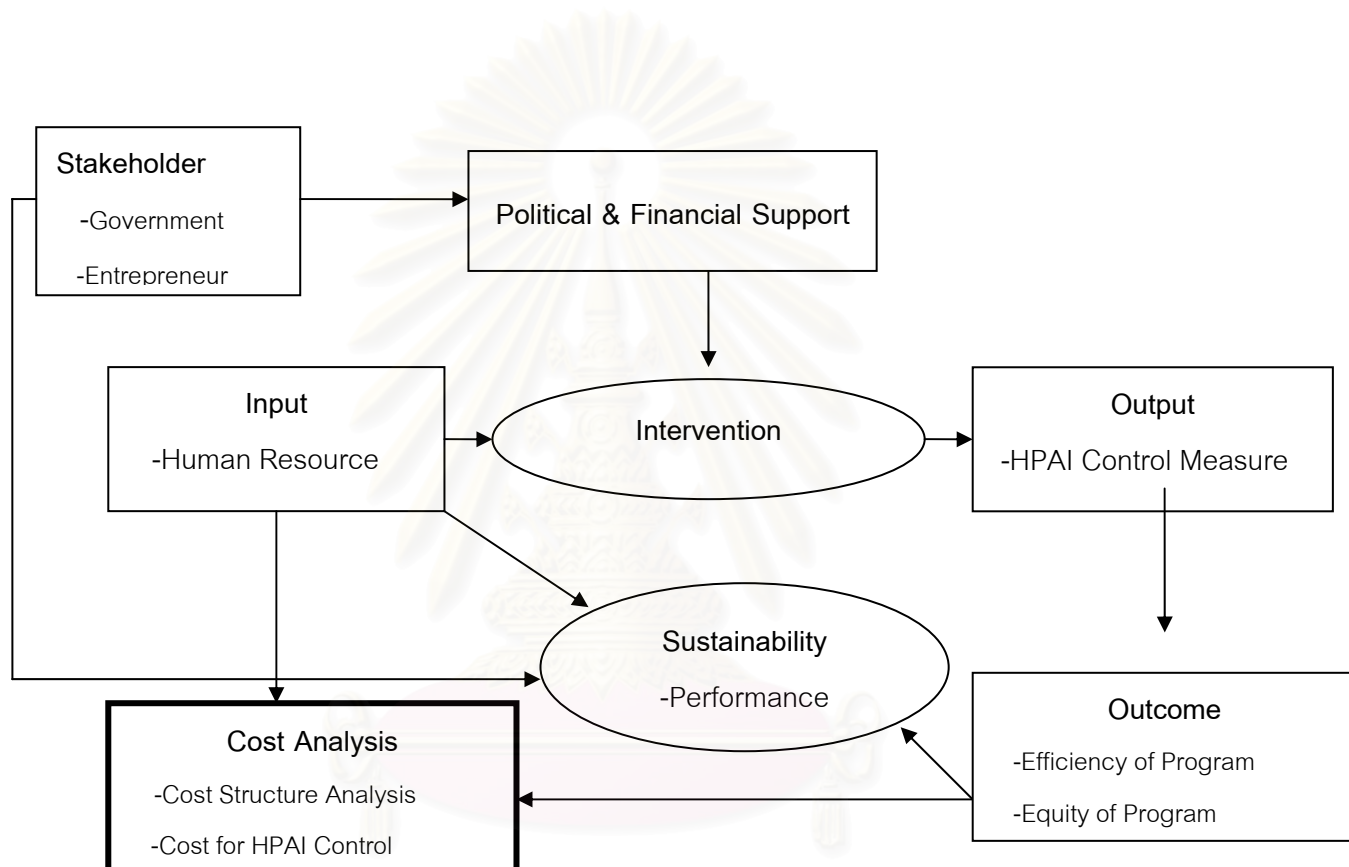 Stakeholder
-Government
-Entrepreneur
Political & Financial Support
Input
-Human Resource
Intervention
Output
-HPAI Control Measure
Sustainability
-Performance
Outcome
-Efficiency of Program
-Equity of Program
Cost Analysis
-Cost Structure Analysis
-Cost for HPAI Control